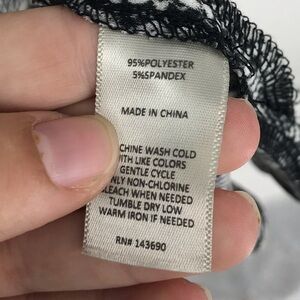 95%POLYESTER
5%SPANDEX
MADE IN CHINA
CHINE WASH COLD
ITH LIKE COLORS
GENTLE CYCLE
NLY NON-CHLORINE
LEACH WHEN NEEDED
TUMBLE DRY LOW
WARM IRON IF NEEDED
RN# 143690